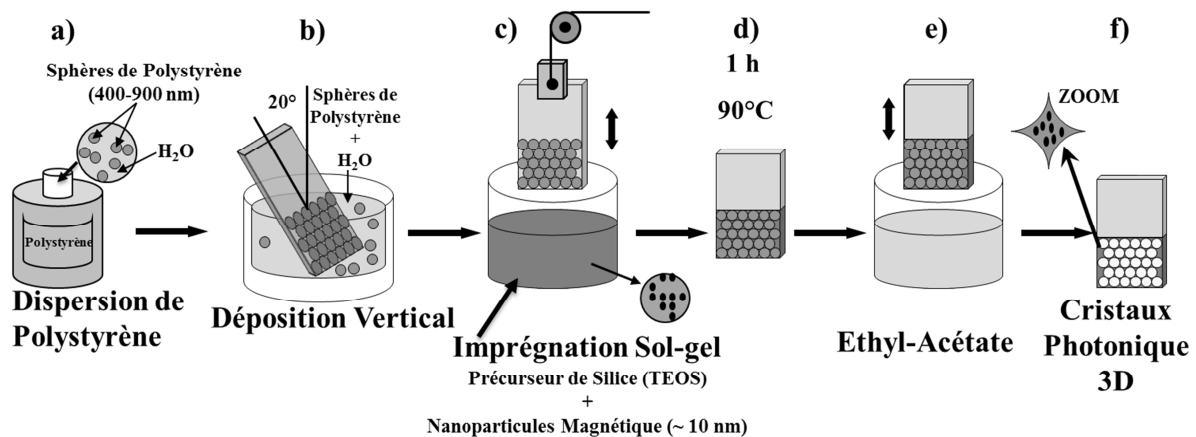 a)
Sphères de Polystyrène
(400-900 nm)
H₂O
Polystyrène
Dispersion de
Polystyrène
b)
20°
Sphères de
Polystyrène
+
H₂O
Déposition Vertical
c)
Imprégnation Sol-gel
Précurseur de Silice (TEOS)
+
Nanoparticules Magnétique (~ 10 nm)
d)
1 h
90°C
e)
Ethyl-Acétate
f)
ZOOM
Cristaux
Photonique
3D